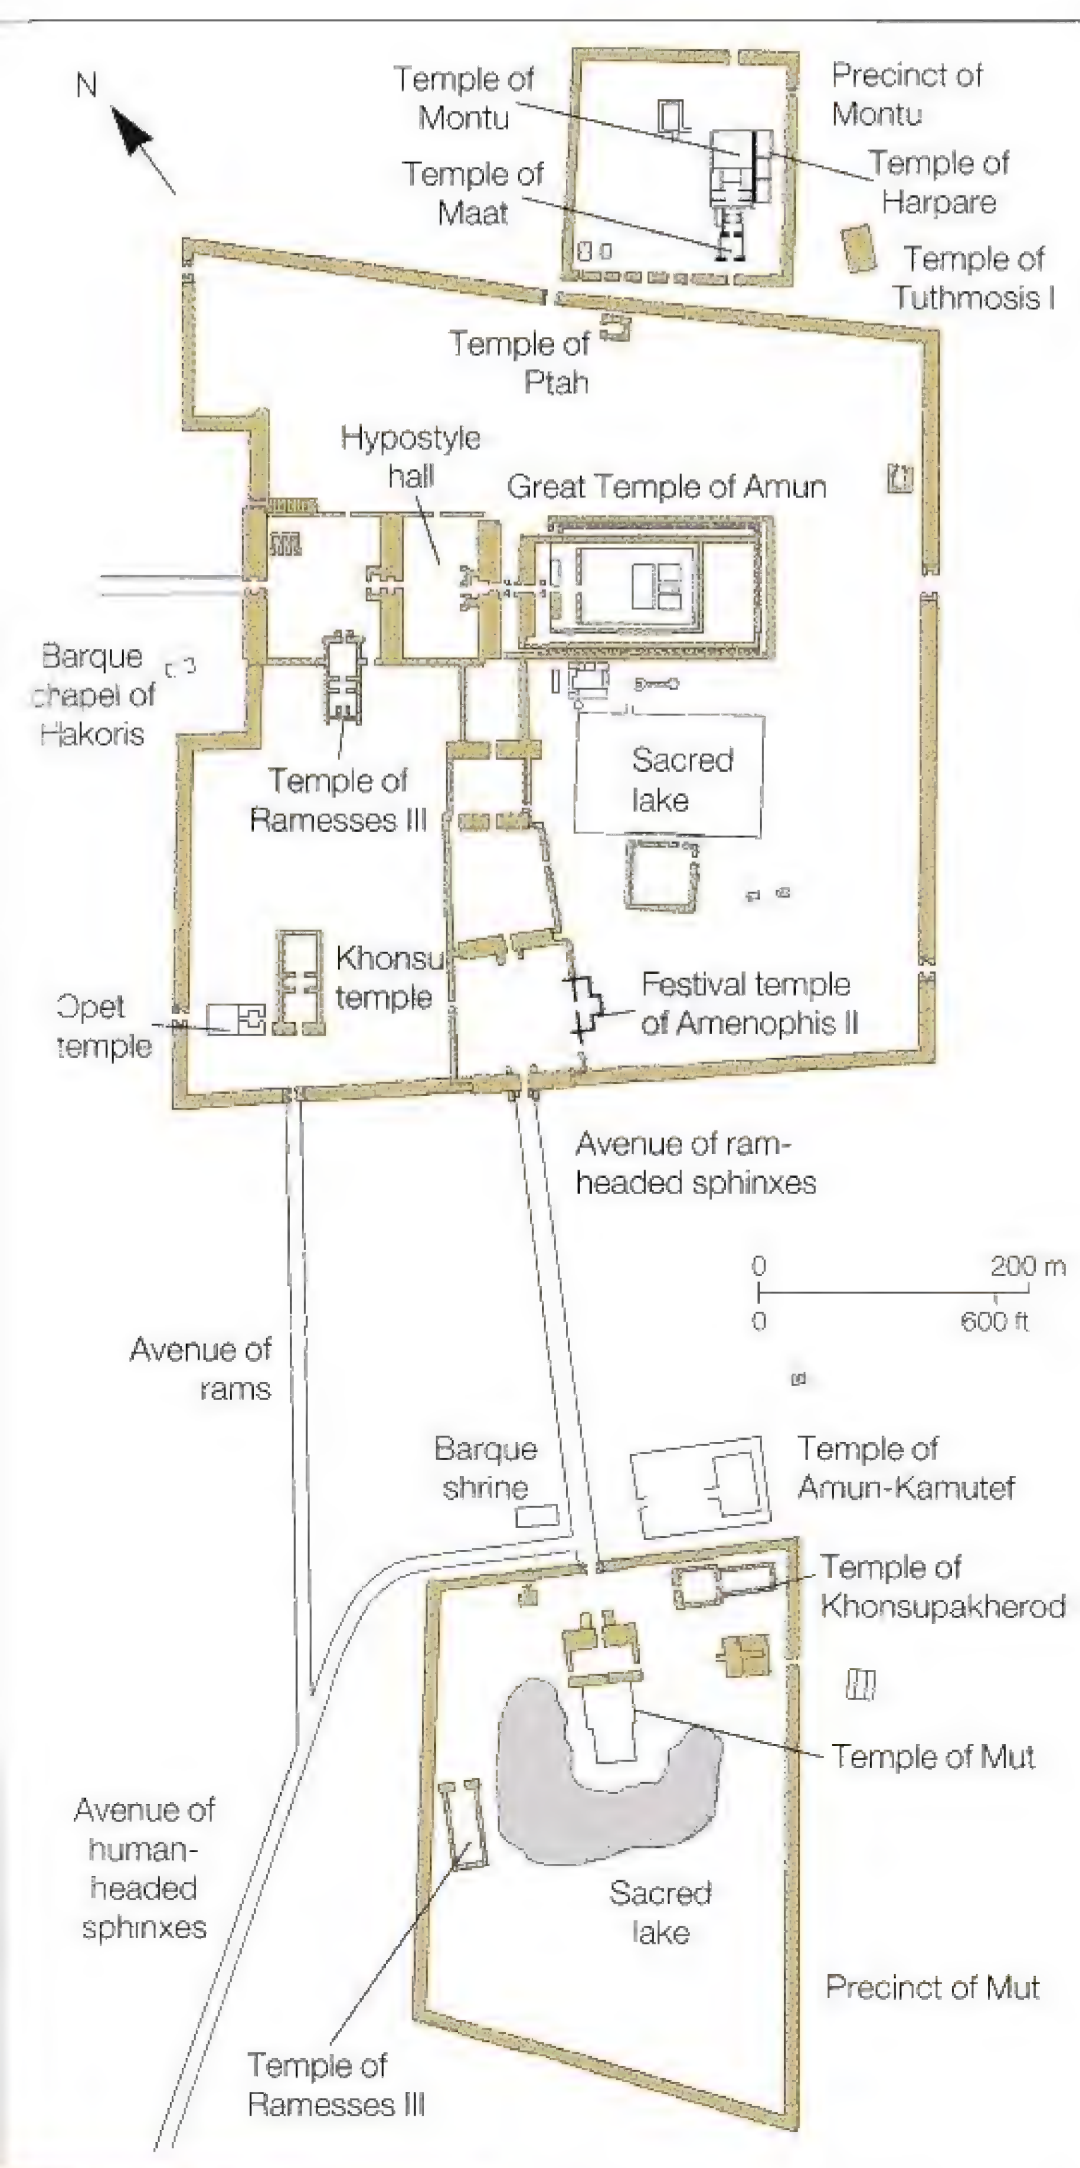 N
Temple of
Montu
Precinct of
Montu
Temple of
Maat
Temple of
Harpare
Temple of
Tuthmosis I
Temple of
Ptah
Hypostyle
hall
Great Temple of Amun
Barque
chapel of
Hakoris
Temple of
Ramesses III
Sacred
lake
Khonsu
temple
Opet
temple
Festival temple
of Amenophis II
Avenue of ram-
headed sphinxes
0
200 m
0
600 ft
Avenue of
rams
Barque
shrine
Temple of
Amun-Kamutef
Temple of
Khonsupakherod
Temple of Mut
Avenue of
human-
headed
sphinxes
Sacred
lake
Precinct of Mut
Temple of
Ramesses III